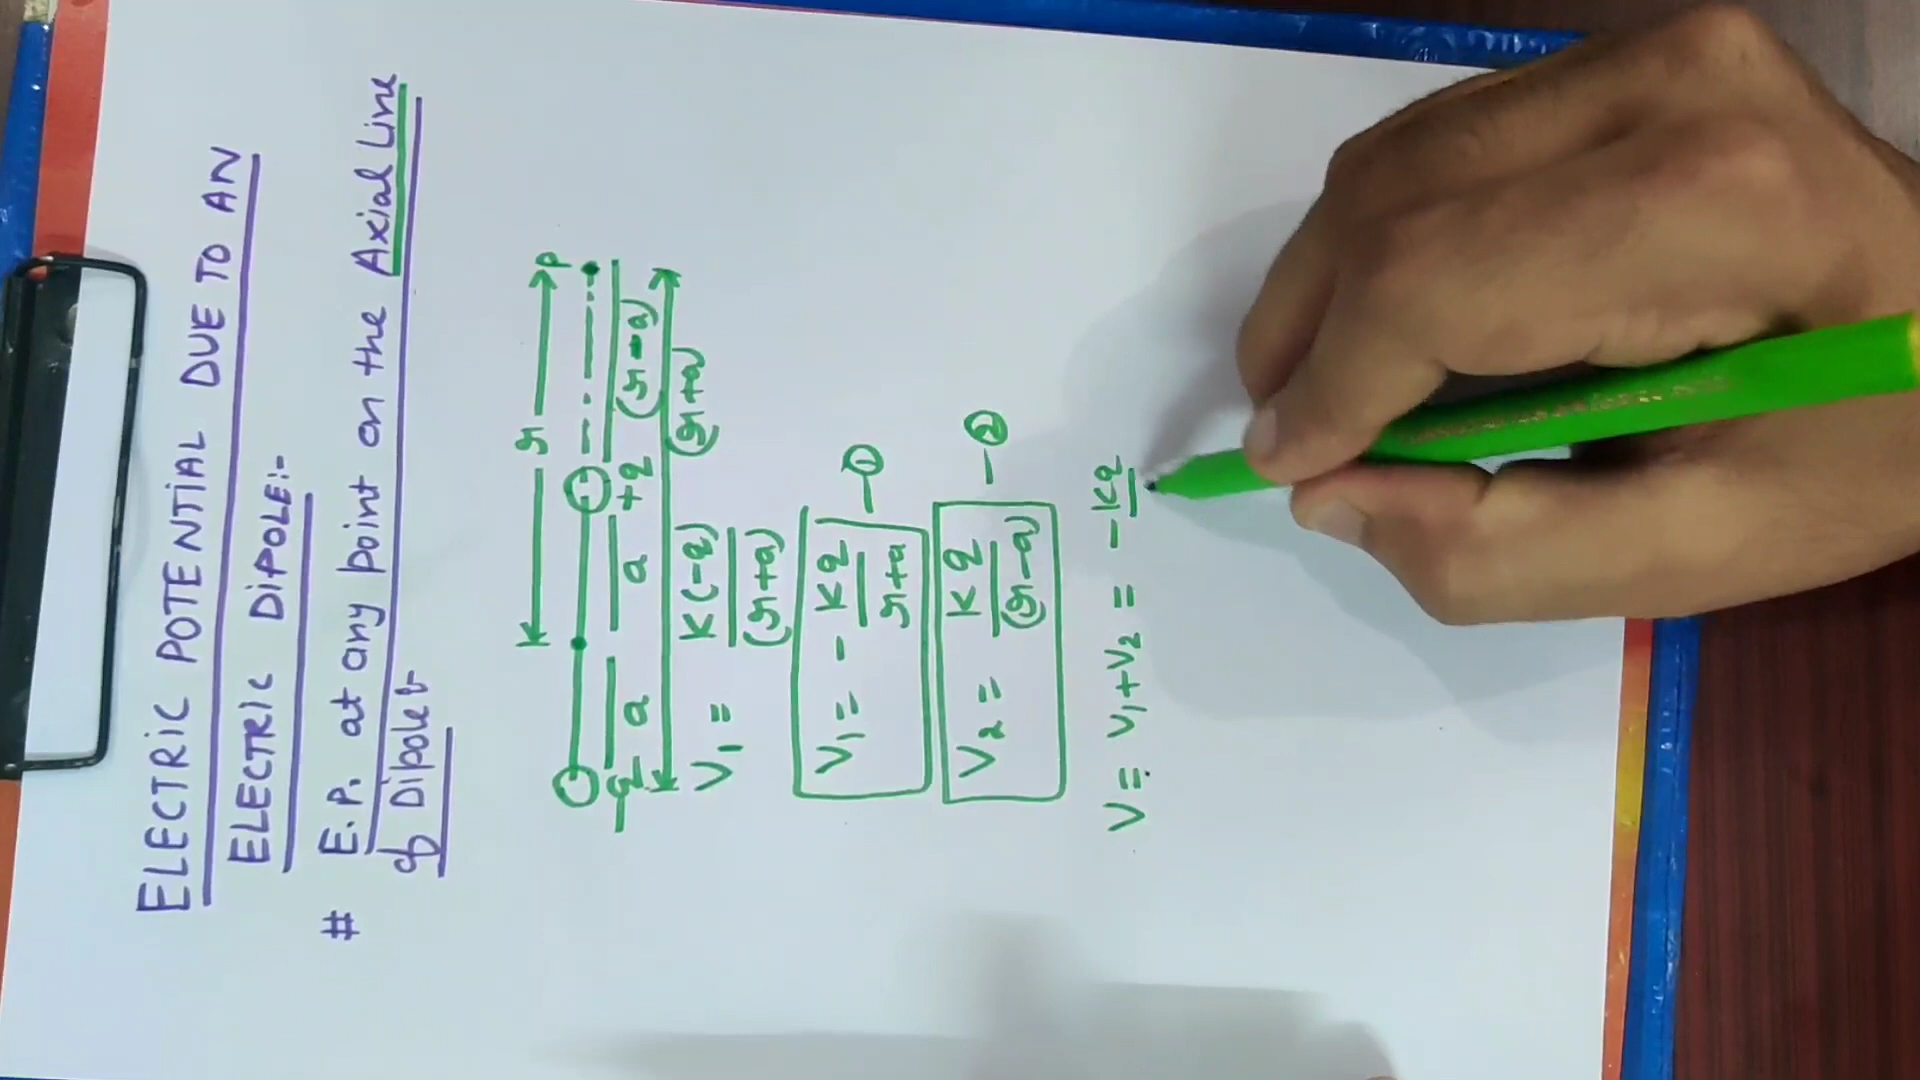 ELECTRIC POTENTIAL DUE TO AN
ELECTRIC DIPOLE:-
# E.P. at any point on the Axial Line
of Dipole:-
K r P
-q a a +q (r-a)
(r+a)
V₁ = K(-q)/(r+a)
V₁ = - Kq/r+a —①
V₂ = Kq/(r-a) —②
V = V₁+V₂ = -Kq